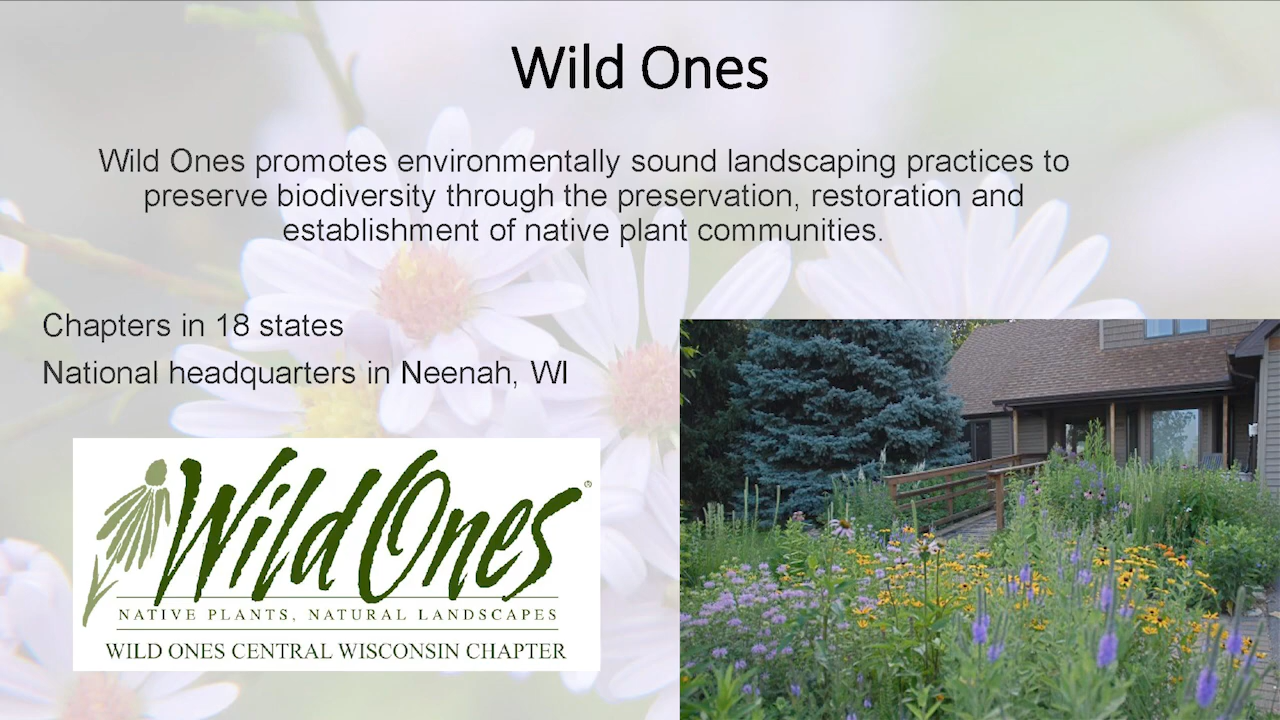 Wild Ones
Wild Ones promotes environmentally sound landscaping practices to
preserve biodiversity through the preservation, restoration and
establishment of native plant communities.
Chapters in 18 states
National headquarters in Neenah, WI
Wild Ones®
NATIVE PLANTS, NATURAL LANDSCAPES
WILD ONES CENTRAL WISCONSIN CHAPTER